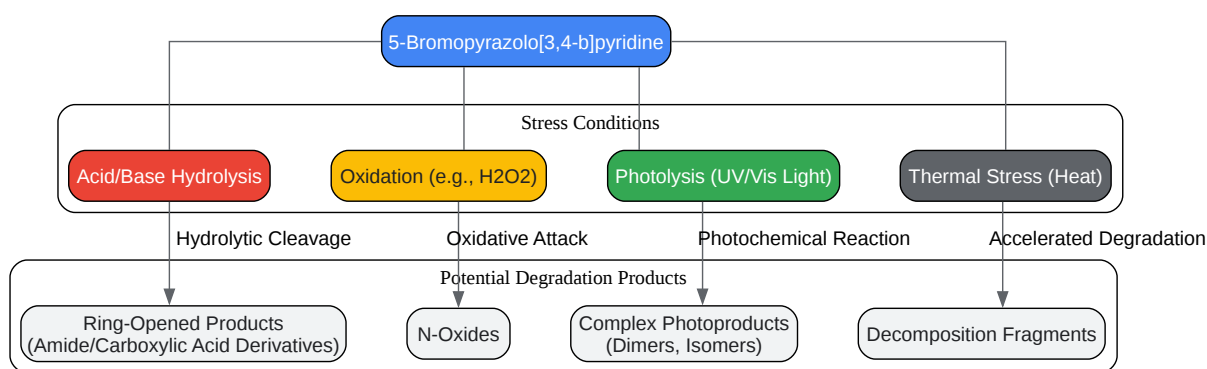 5-Bromopyrazolo[3,4-b]pyridine
Stress Conditions
Acid/Base Hydrolysis
Oxidation (e.g., H2O2)
Photolysis (UV/Vis Light)
Thermal Stress (Heat)
Hydrolytic Cleavage
Oxidative Attack
Photochemical Reaction
Accelerated Degradation
Potential Degradation Products
Ring-Opened Products
(Amide/Carboxylic Acid Derivatives)
N-Oxides
Complex Photoproducts
(Dimers, Isomers)
Decomposition Fragments